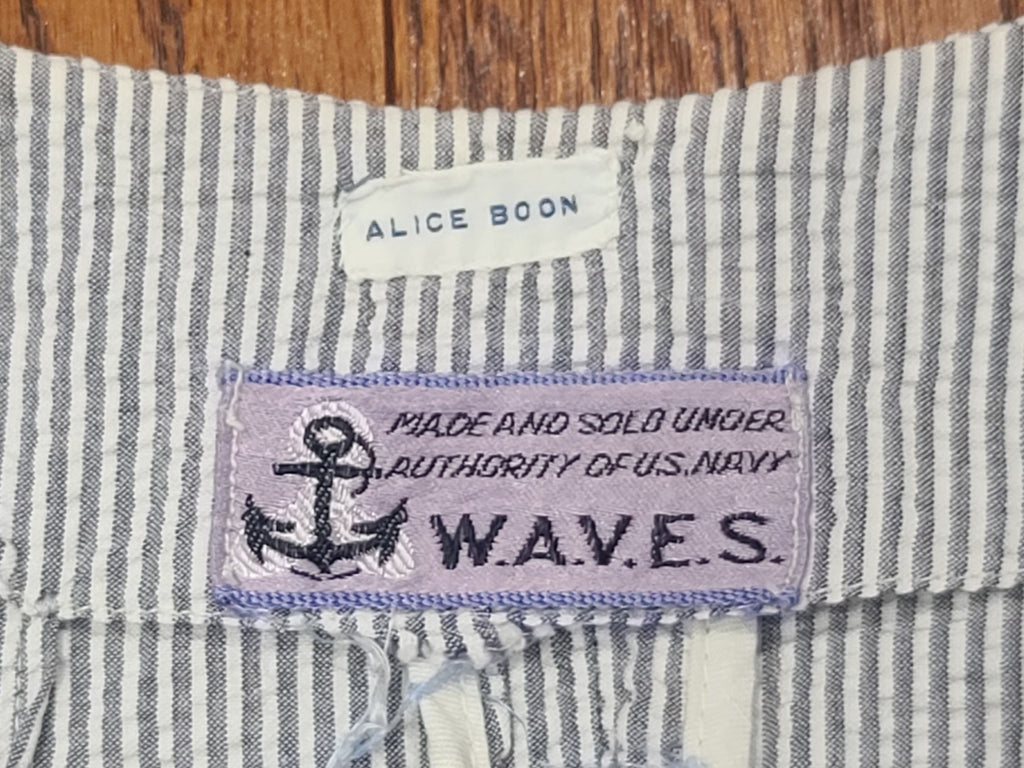 ALICE BOON
MADE AND SOLD UNDER
AUTHORITY OF U.S. NAVY
W.A.V.E.S.